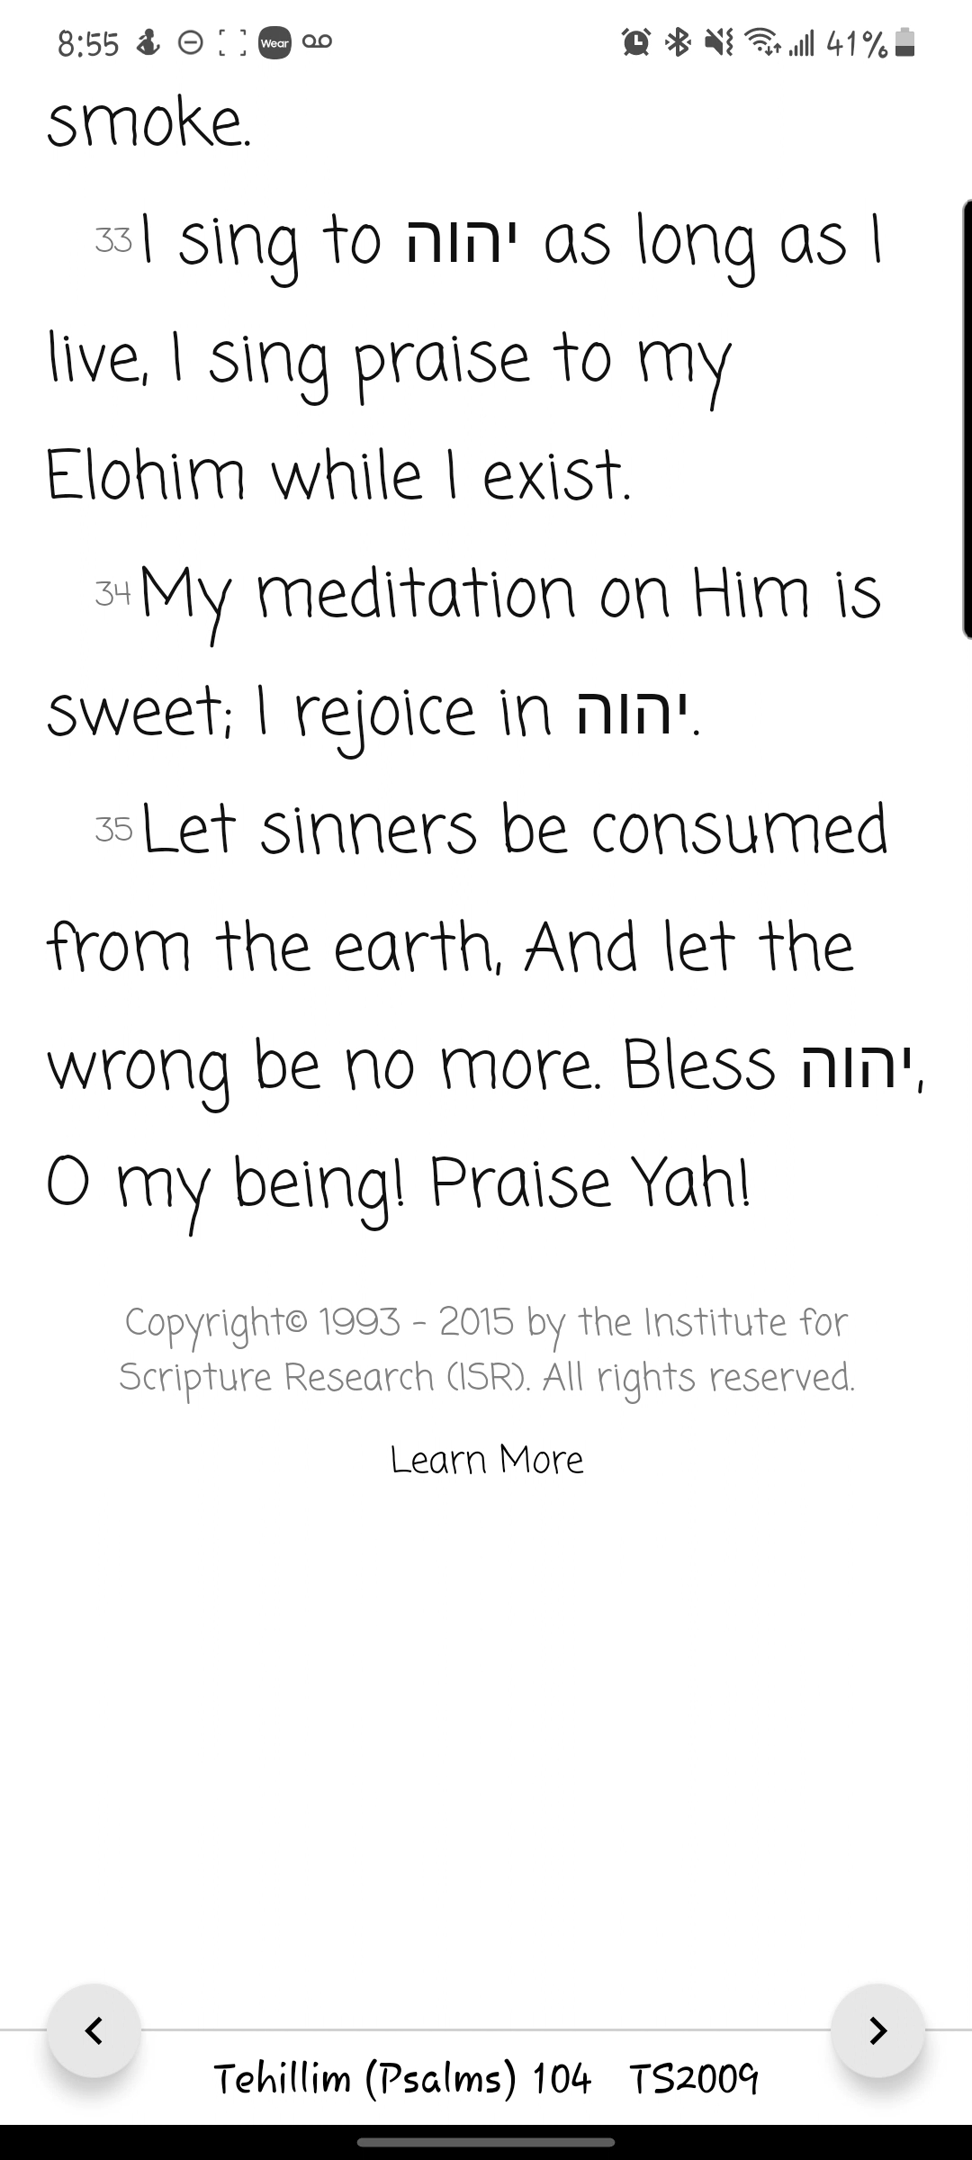 8:55 Wear 41%
smoke.
33 I sing to יהוה as long as I
live, I sing praise to my
Elohim while I exist.
34 My meditation on Him is
sweet; I rejoice in יהוה.
35 Let sinners be consumed
from the earth, And let the
wrong be no more. Bless יהוה,
O my being! Praise Yah!
Copyright© 1993 - 2015 by the Institute for
Scripture Research (ISR). All rights reserved.
Learn More
Tehillim (Psalms) 104 TS2009